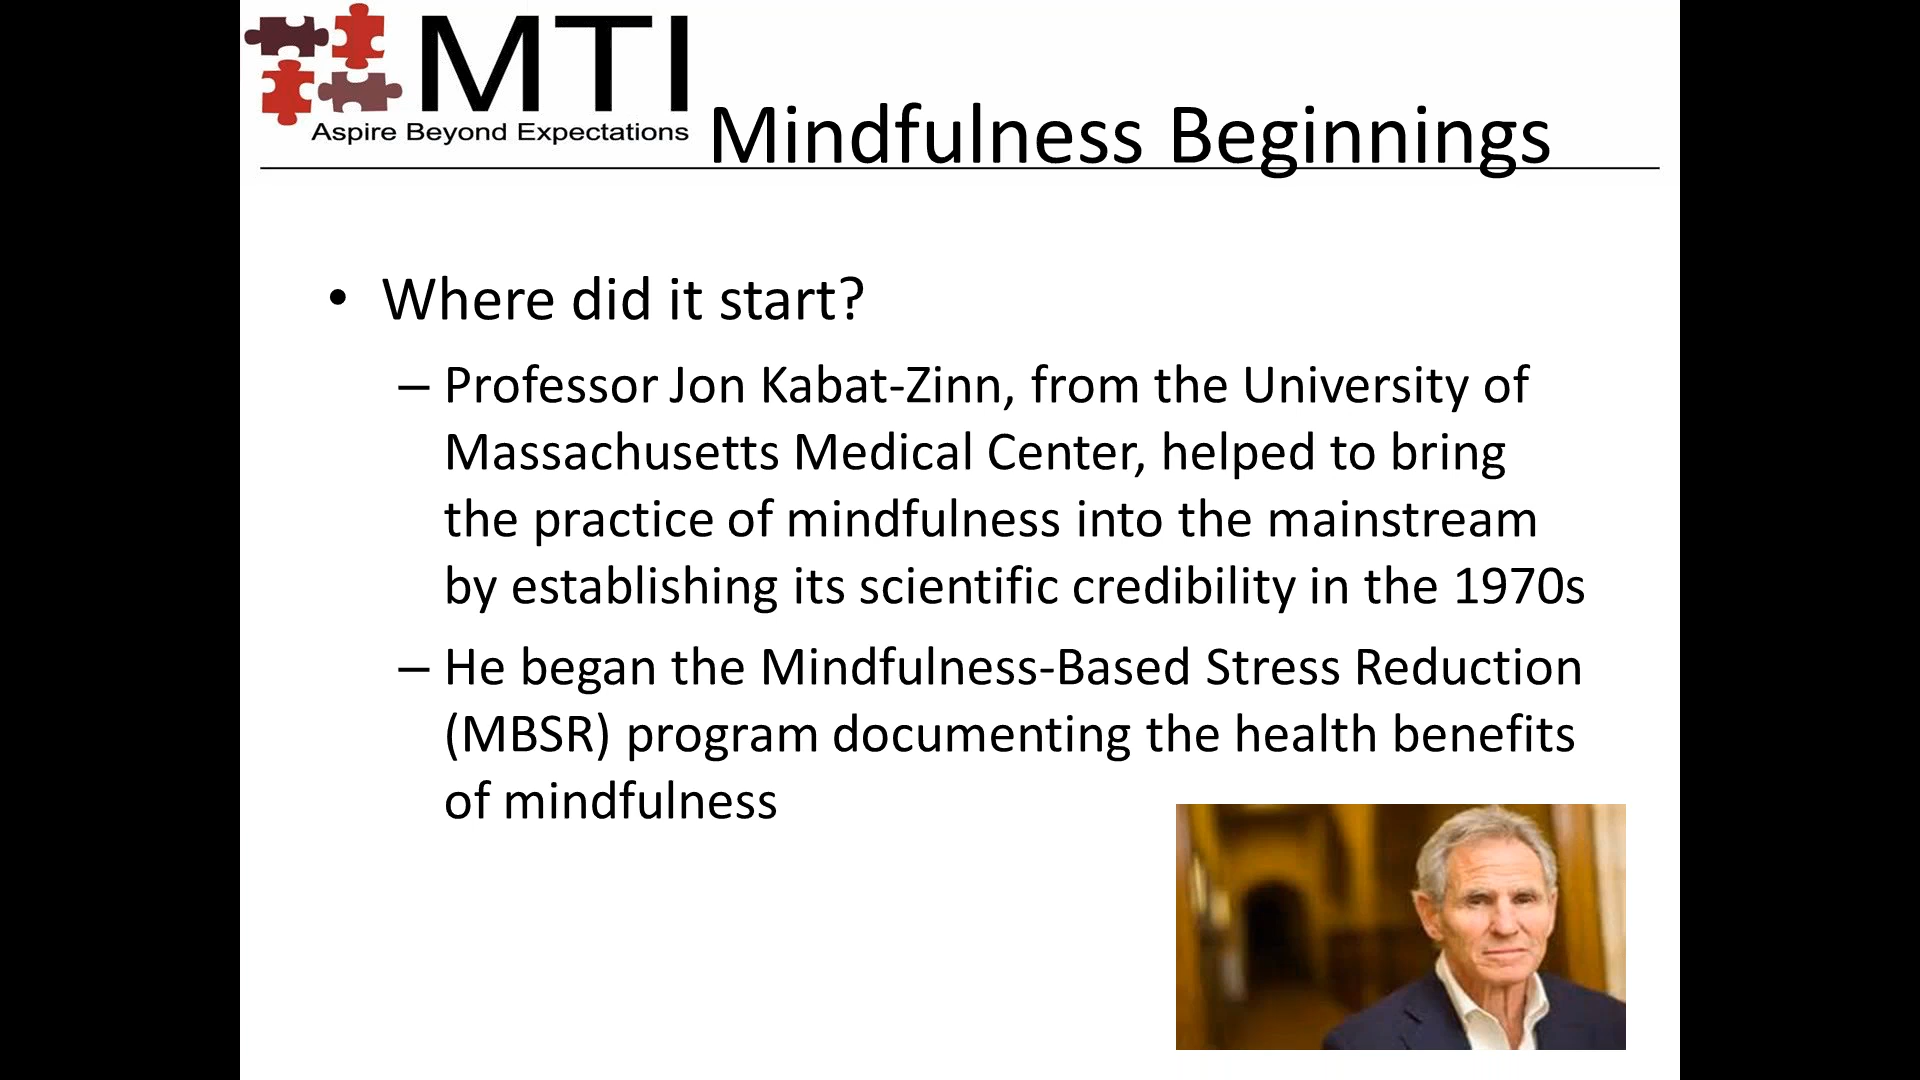 MTI
Aspire Beyond Expectations
Mindfulness Beginnings
• Where did it start?
– Professor Jon Kabat-Zinn, from the University of
Massachusetts Medical Center, helped to bring
the practice of mindfulness into the mainstream
by establishing its scientific credibility in the 1970s
– He began the Mindfulness-Based Stress Reduction
(MBSR) program documenting the health benefits
of mindfulness